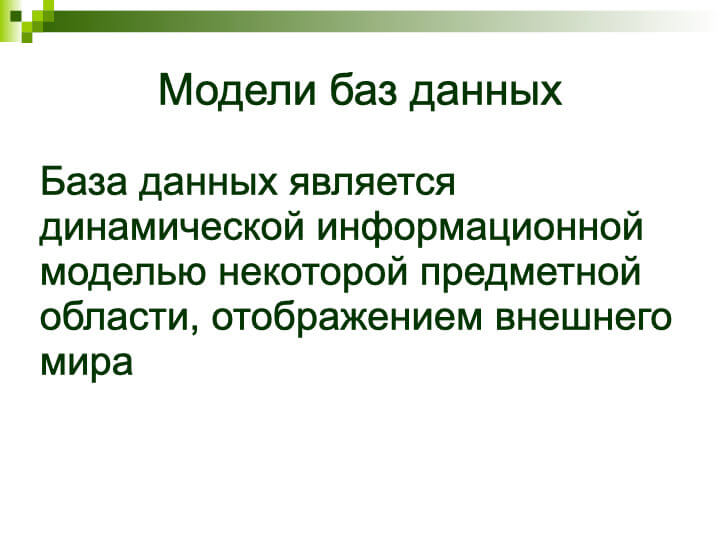 Модели баз данных
База данных является
динамической информационной
моделью некоторой предметной
области, отображением внешнего
мира